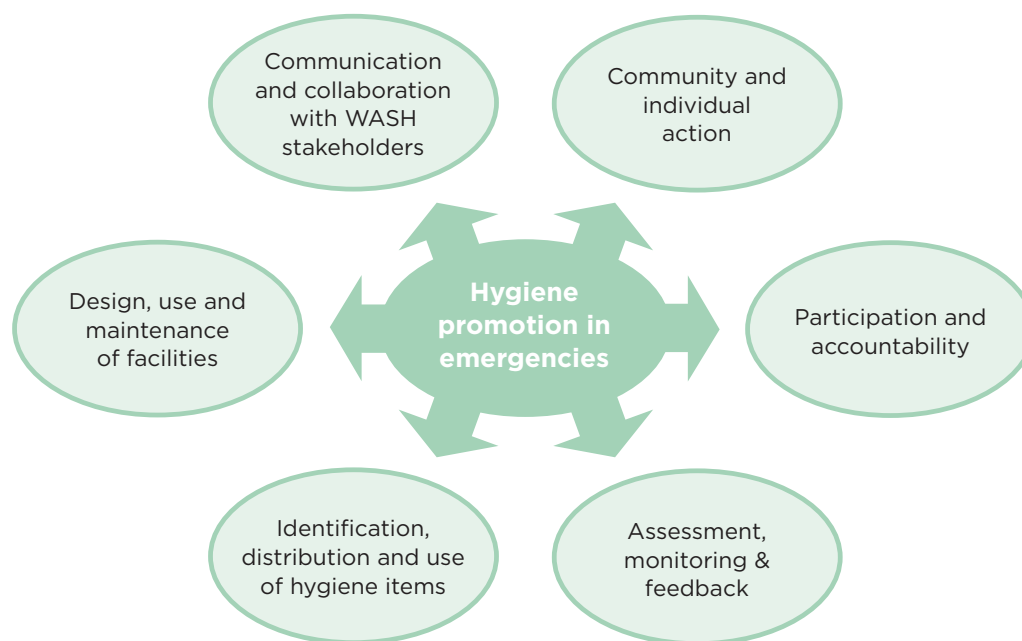 Communication
and collaboration
with WASH
stakeholders
Community and
individual
action
Design, use and
maintenance
of facilities
Hygiene
promotion in
emergencies
Participation and
accountability
Identification,
distribution and use
of hygiene items
Assessment,
monitoring &
feedback